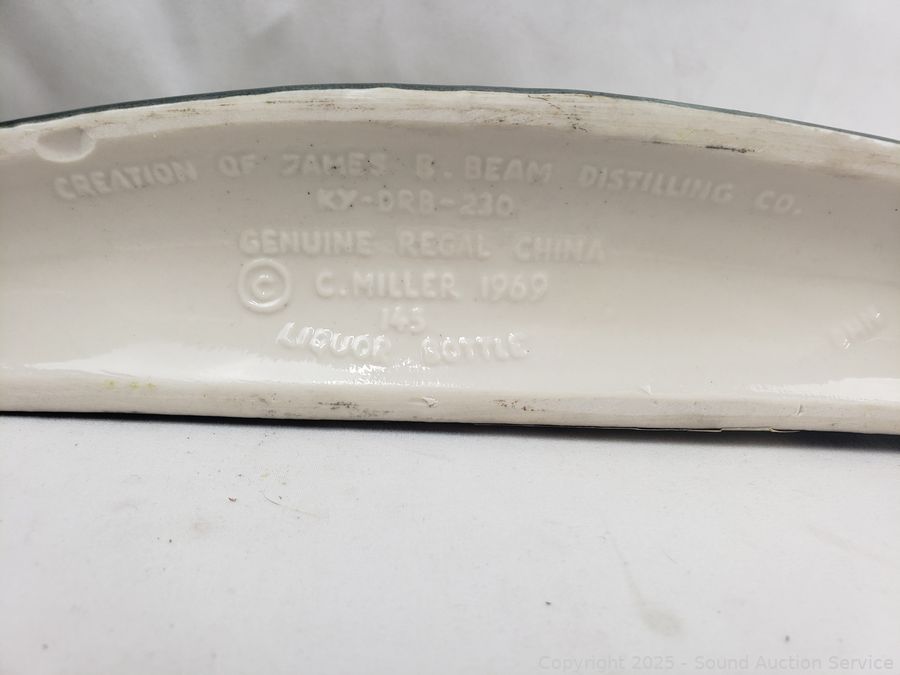 CREATION OF JAMES B. BEAM DISTILLING CO.
KY-DRB-230
GENUINE REGAL CHINA
© C. MILLER 1969
145
LIQUOR BOTTLE
Copyright 2025 - Sound Auction Service